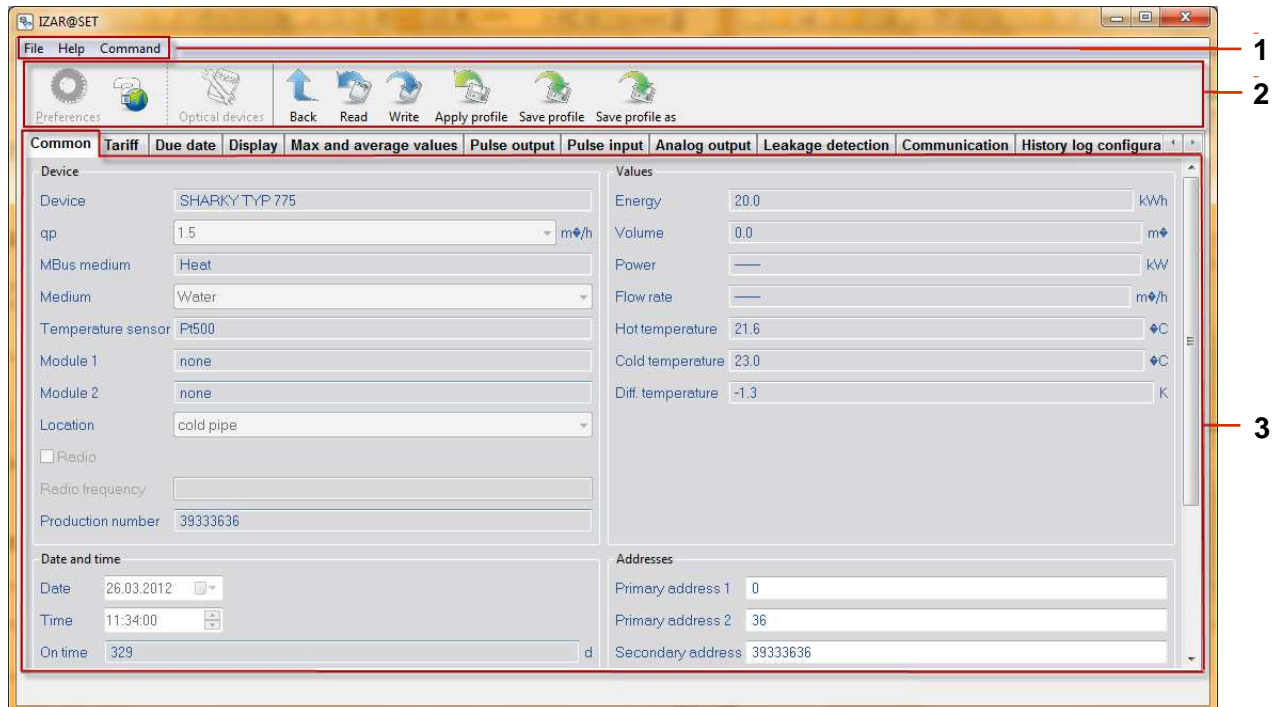 IZAR@SET
File Help Command
1
2
Preferences Optical devices Back Read Write Apply profile Save profile Save profile as
Common Tariff Due date Display Max and average values Pulse output Pulse input Analog output Leakage detection Communication History log configura
Device Values
Device SHARKY TYP 775 Energy 20.0 kWh
qp 1.5 m�/h Volume 0.0 m�
MBus medium Heat Power —— kW
Medium Water Flow rate —— m�/h
Temperature sensor Pt500 Hot temperature 21.6 �C
Module 1 none Cold temperature 23.0 �C
Module 2 none Diff. temperature -1.3 K
Location cold pipe
3
Radio
Radio frequency
Production number 39333636
Date and time Addresses
Date 26.03.2012 Primary address 1 0
Time 11:34:00 Primary address 2 36
On time 329 d Secondary address 39333636